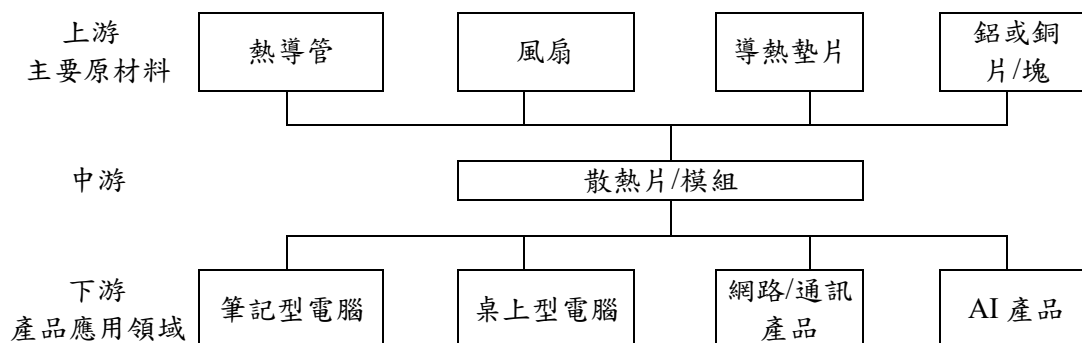 上游
主要原材料
熱導管
風扇
導熱墊片
鋁或銅
片/塊
中游
散熱片/模組
下游
產品應用領域
筆記型電腦
桌上型電腦
網路/通訊
產品
AI 產品